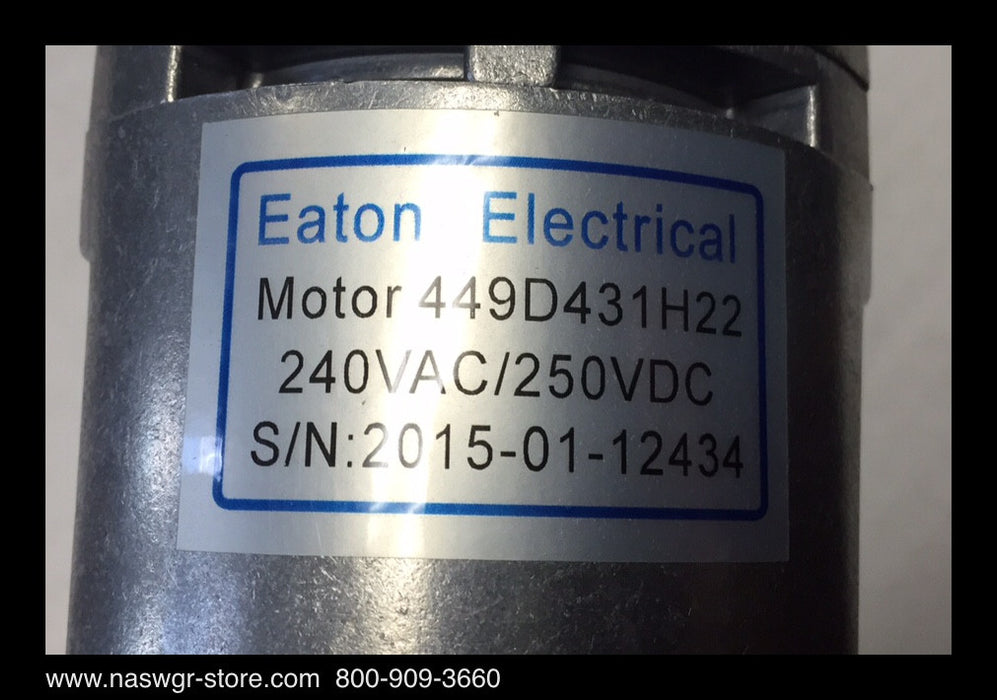 Eaton Electrical
Motor 449D431H22
240VAC/250VDC
S/N:2015-01-12434
www.naswgr-store.com 800-909-3660